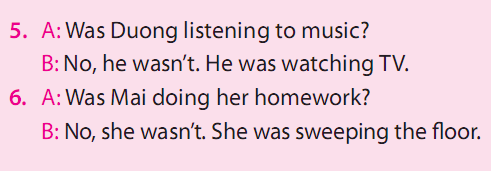 5. A: Was Duong listening to music?
B: No, he wasn't. He was watching TV.
6. A: Was Mai doing her homework?
B: No, she wasn't. She was sweeping the floor.